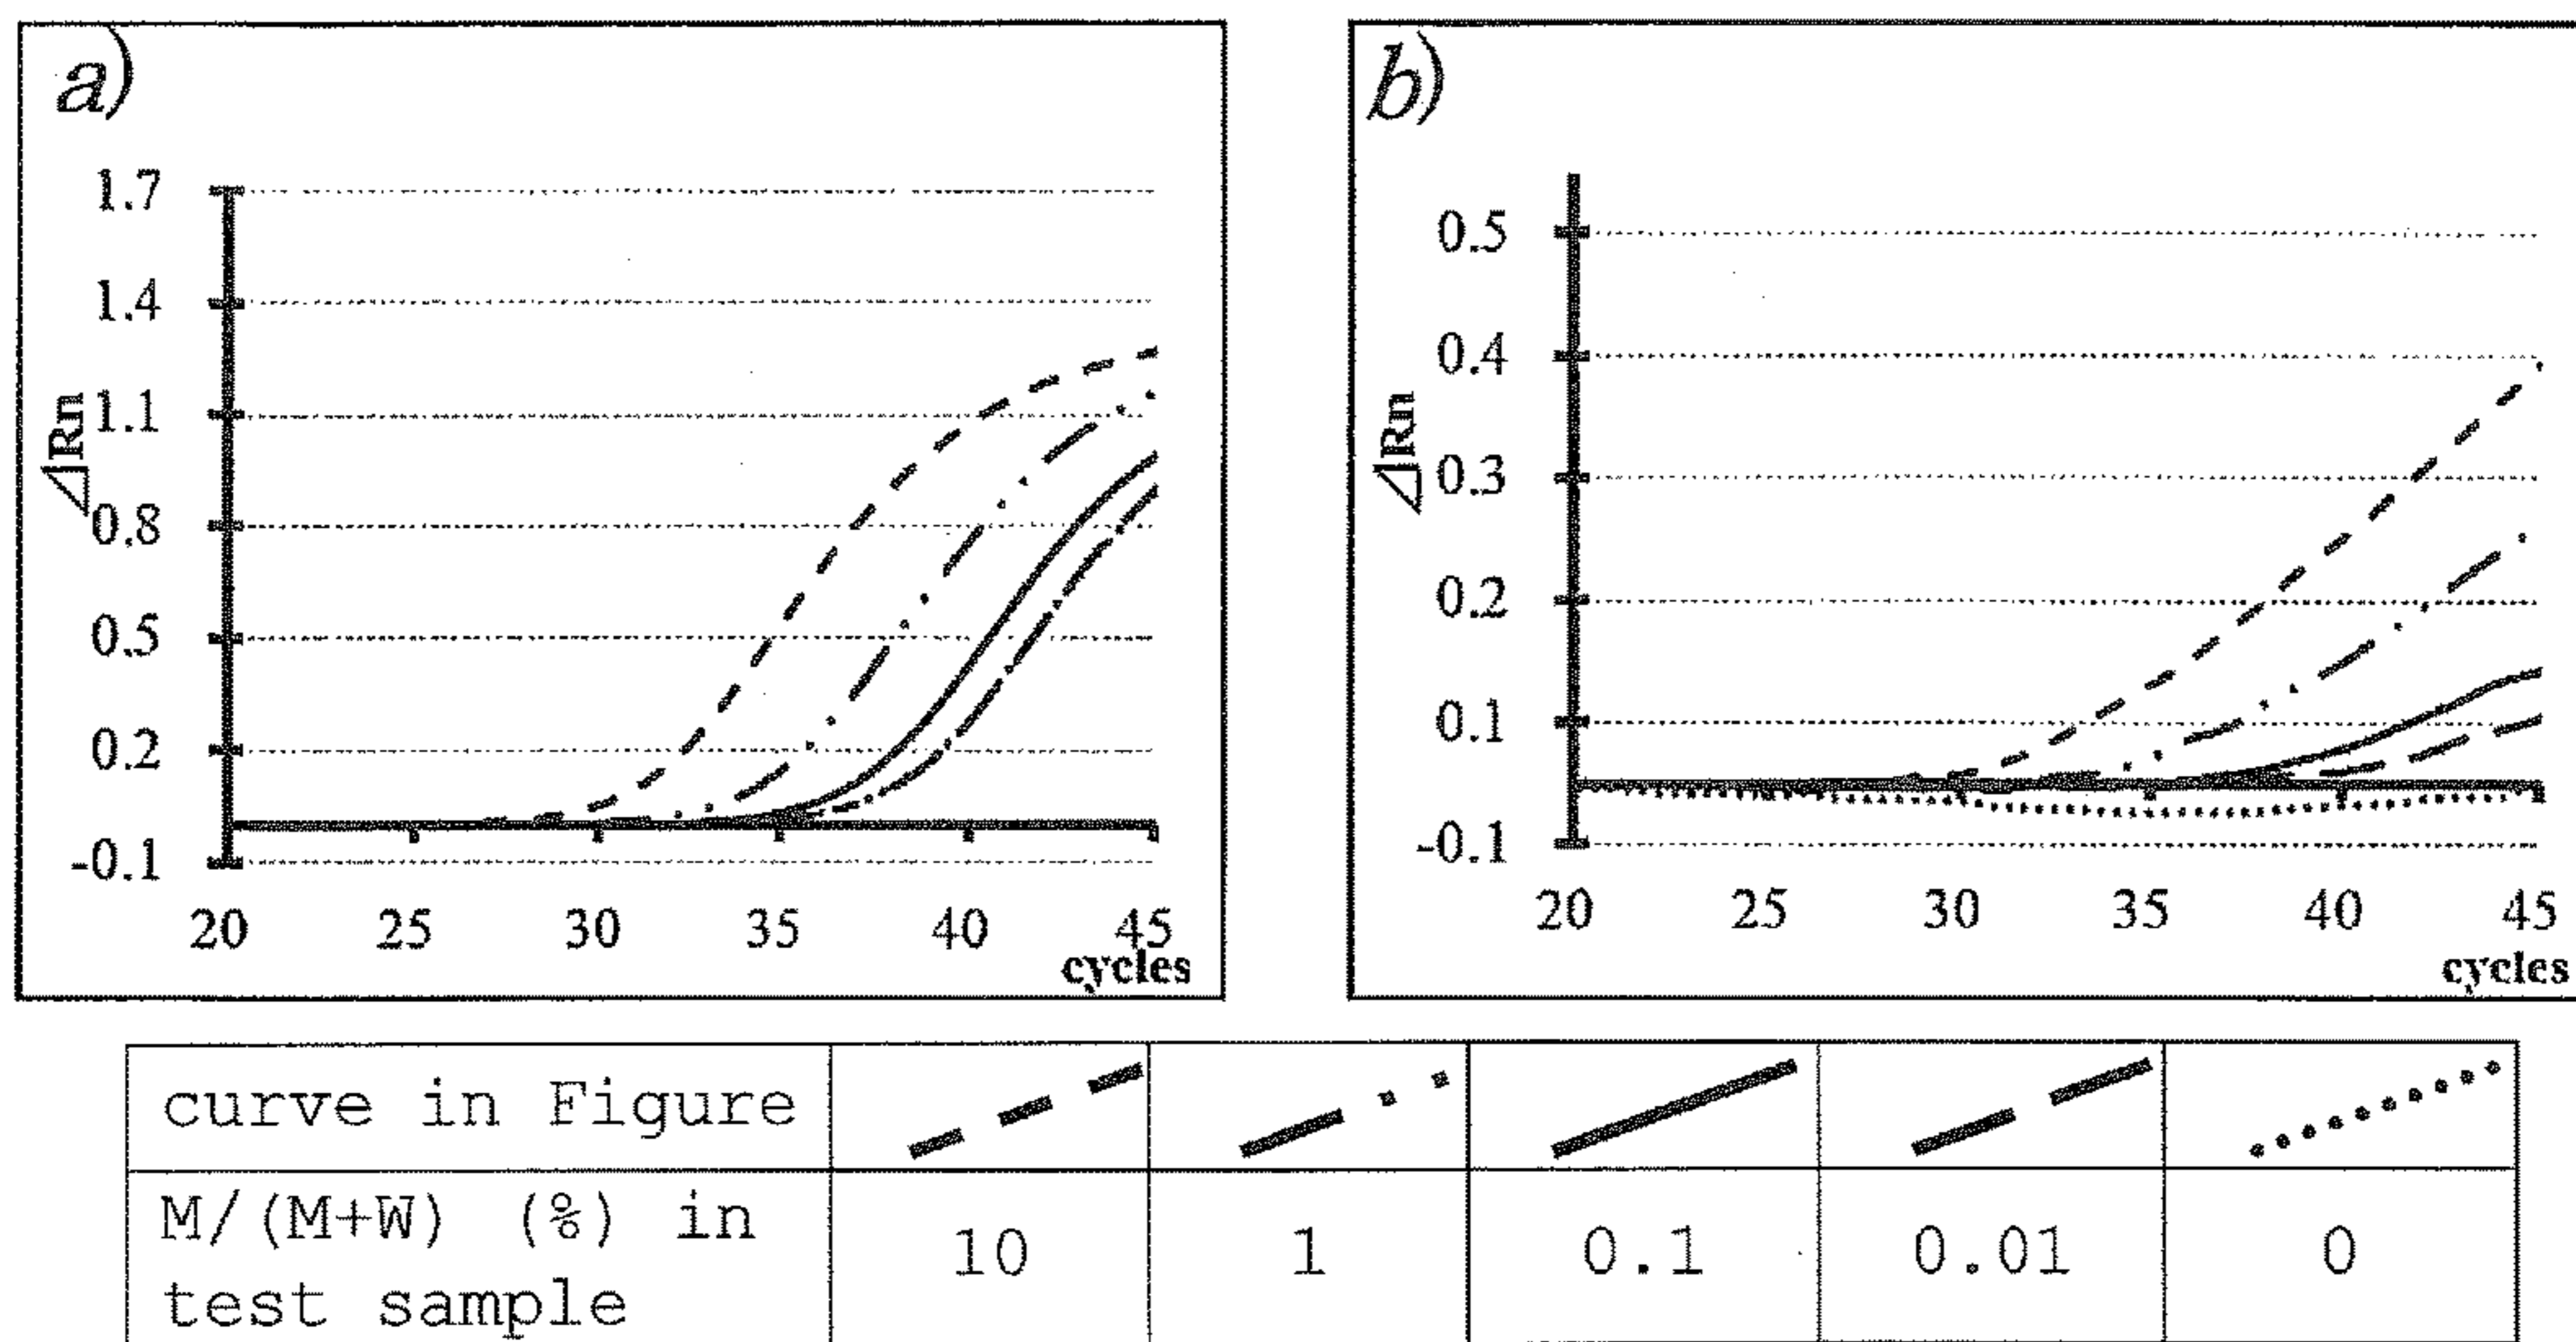 a)
1.7
1.4
1.1
0.8
0.5
0.2
-0.1
ΔRn
20 25 30 35 40 45
cycles
b)
0.5
0.4
0.3
0.2
0.1
-0.1
ΔRn
20 25 30 35 40 45
cycles
curve in Figure
M/(M+W) (%) in
test sample
10 1 0.1 0.01 0